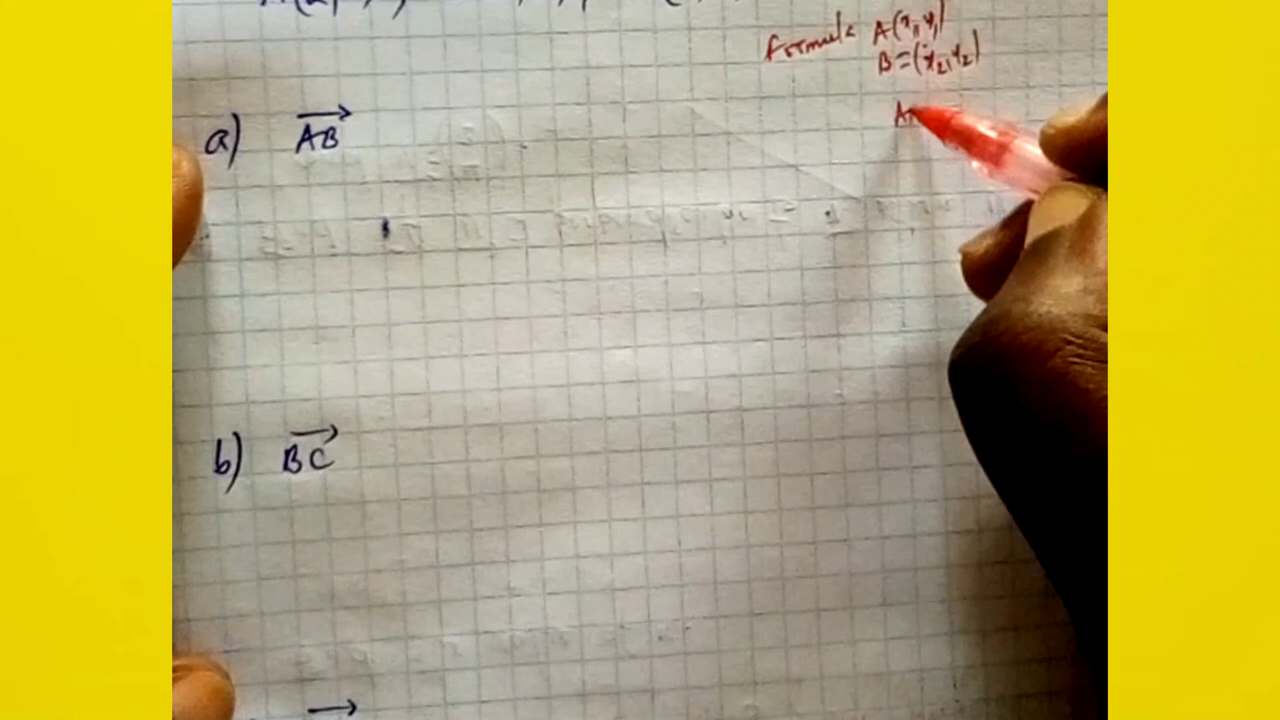 Formula A(x₁, y₁)
B=(x₂, y₂)
A
a) AB
b) BC